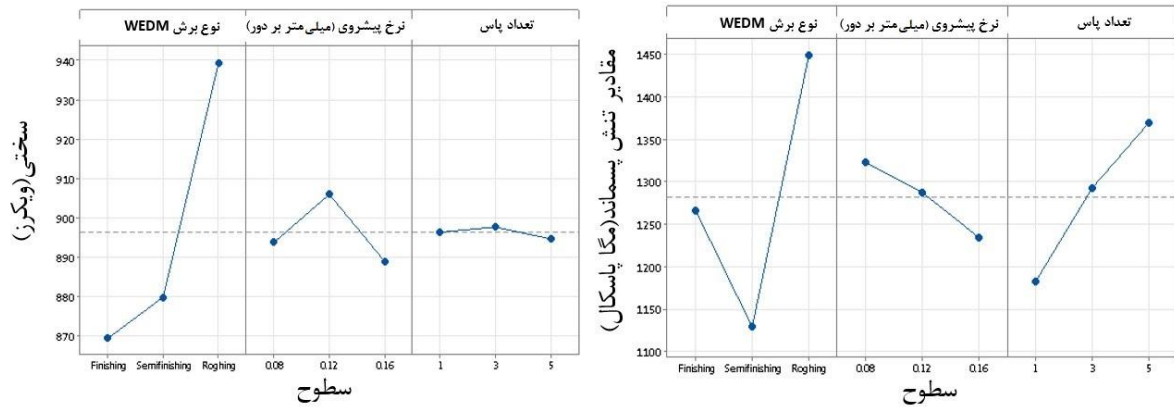 نوع برش WEDM
نرخ پیشروی (میلی‌متر بر دور)
تعداد پاس
سختی(ویکرز)
940
930
920
910
900
890
880
870
Finishing Semifinishing Roghing 0.08 0.12 0.16 1 3 5
سطوح
نوع برش WEDM
نرخ پیشروی (میلی‌متر بر دور)
تعداد پاس
مقادیر تنش پسماند(مگا پاسکال)
1450
1400
1350
1300
1250
1200
1150
1100
Finishing Semifinishing Roghing 0.08 0.12 0.16 1 3 5
سطوح